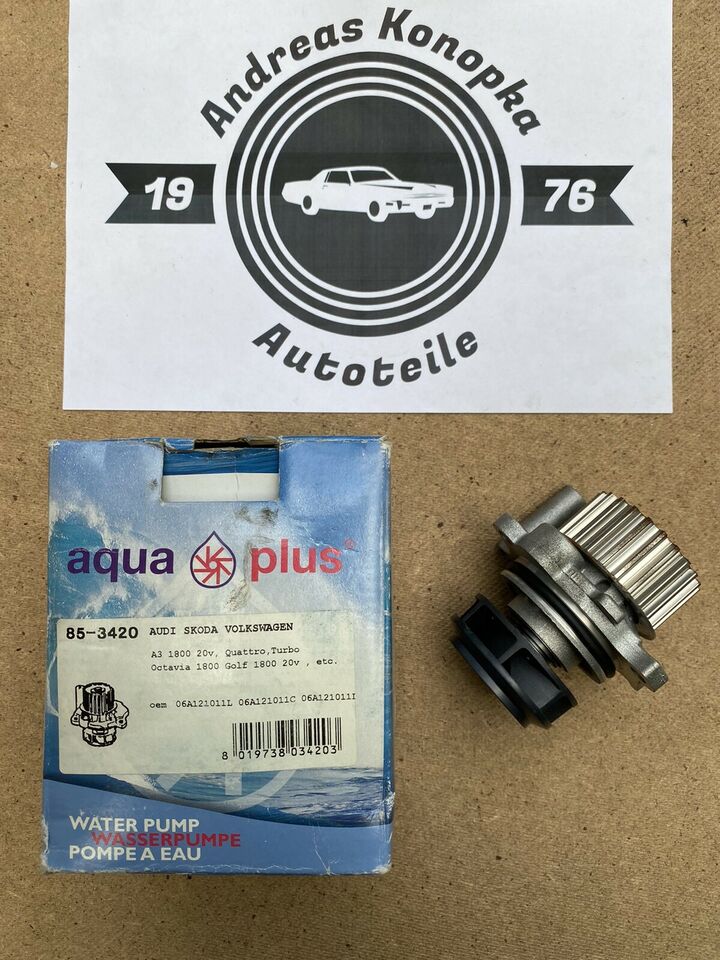 Andreas Konopka
19 76
Autoteile
aqua plus®
85-3420 AUDI SKODA VOLKSWAGEN
A3 1800 20v, Quattro,Turbo
Octavia 1800 Golf 1800 20v , etc.
oem 06A121011L 06A121011C 06A121011I
8 019738 034203
WATER PUMP
WASSERPUMPE
POMPE A EAU